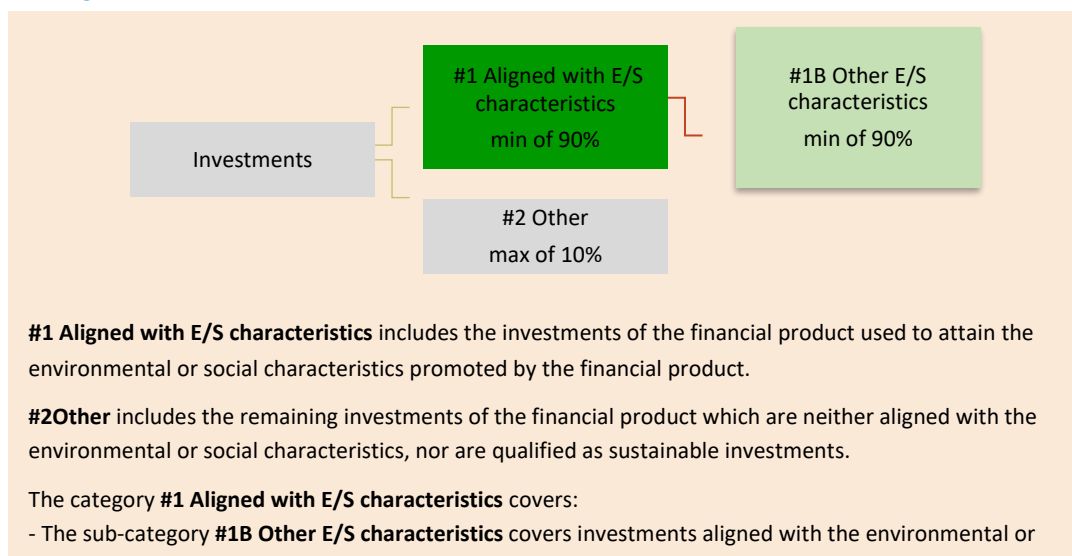 #1 Aligned with E/S
characteristics
min of 90%
#1B Other E/S
characteristics
min of 90%
Investments
#2 Other
max of 10%
#1 Aligned with E/S characteristics includes the investments of the financial product used to attain the
environmental or social characteristics promoted by the financial product.
#2Other includes the remaining investments of the financial product which are neither aligned with the
environmental or social characteristics, nor are qualified as sustainable investments.
The category #1 Aligned with E/S characteristics covers:
- The sub-category #1B Other E/S characteristics covers investments aligned with the environmental or